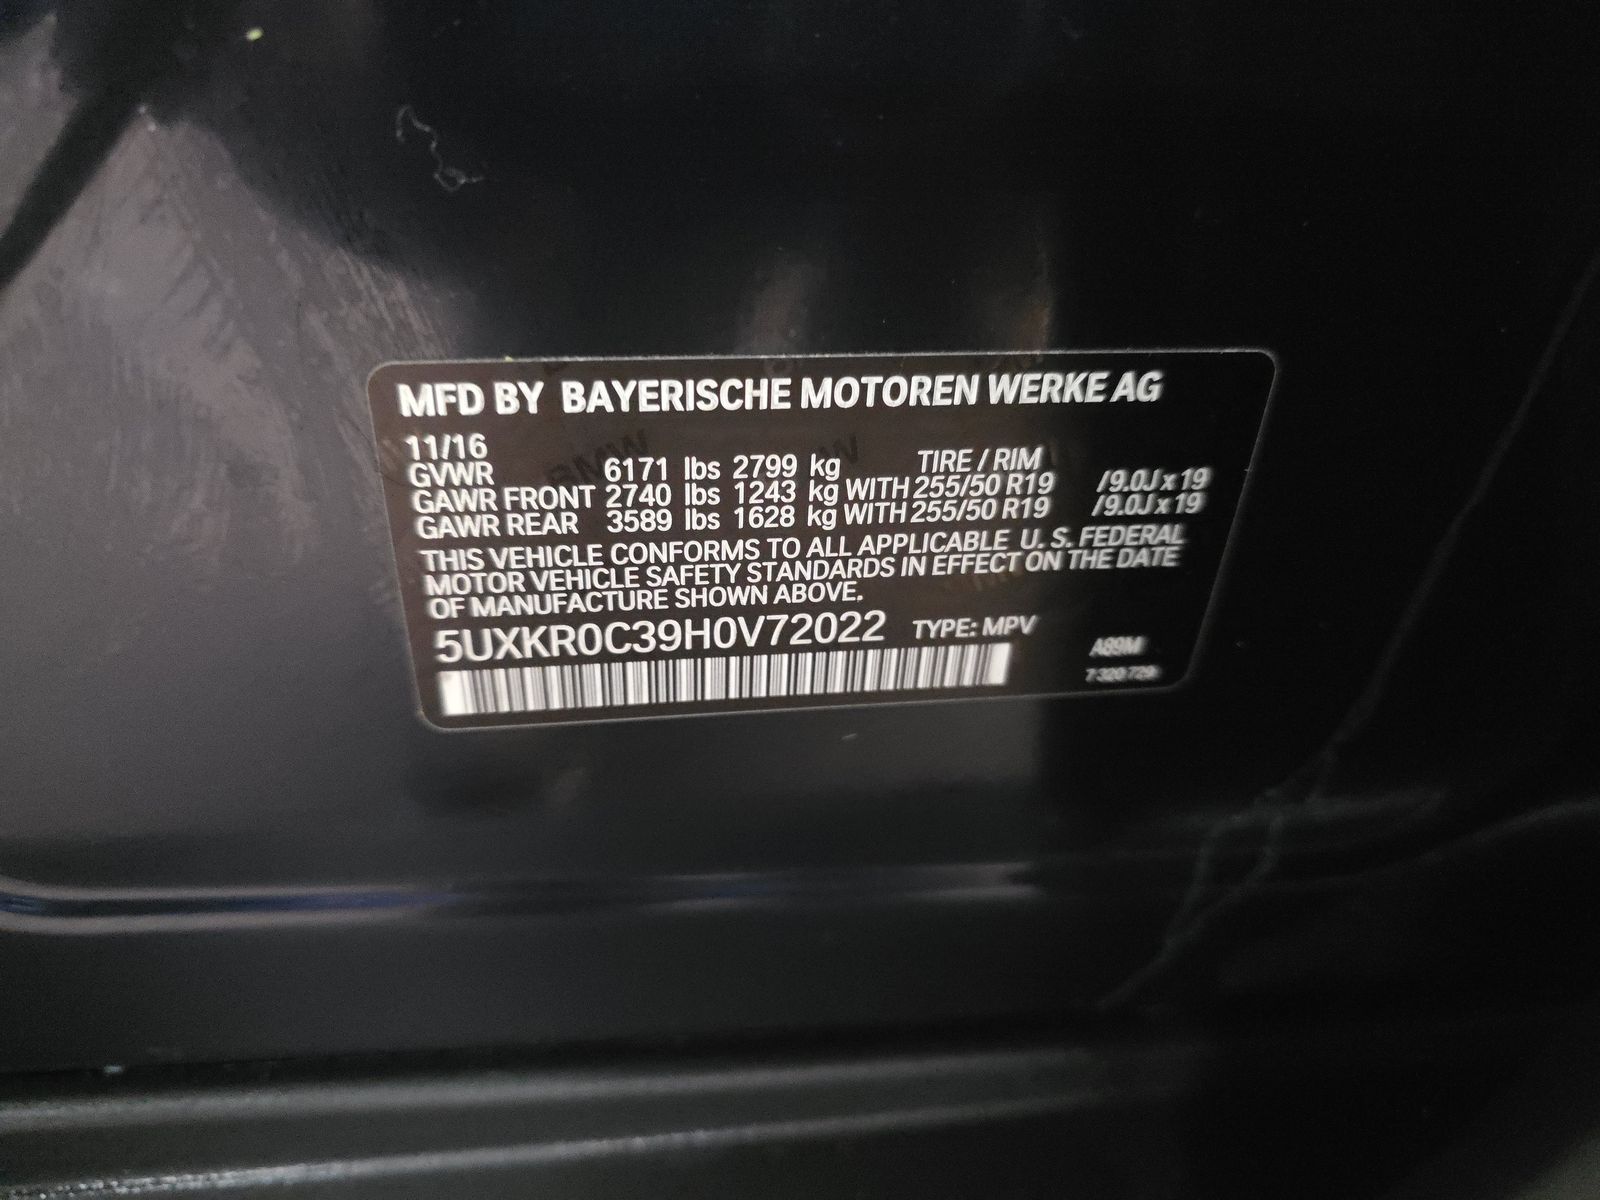 MFD BY BAYERISCHE MOTOREN WERKE AG
11/16
GVWR 6171 lbs 2799 kg TIRE / RIM
GAWR FRONT 2740 lbs 1243 kg WITH 255/50 R19 /9.0J x 19
GAWR REAR 3589 lbs 1628 kg WITH 255/50 R19 /9.0J x 19
THIS VEHICLE CONFORMS TO ALL APPLICABLE U. S. FEDERAL
MOTOR VEHICLE SAFETY STANDARDS IN EFFECT ON THE DATE
OF MANUFACTURE SHOWN ABOVE.
5UXKR0C39H0V72022 TYPE: MPV
A89M
7 320 729